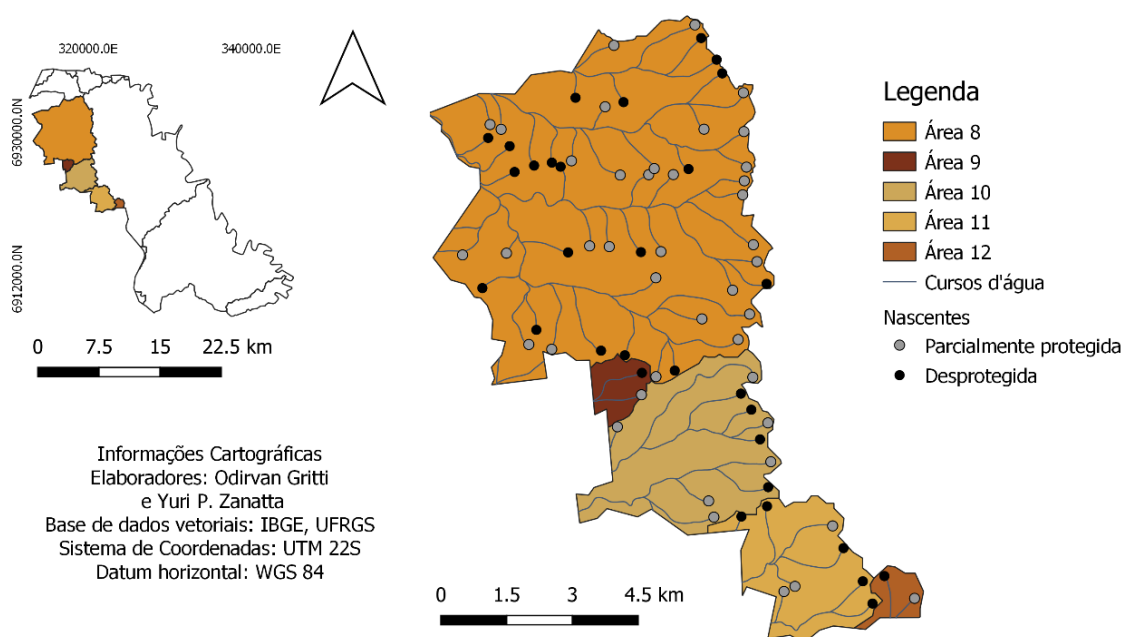 320000.0E 340000.0E
6930000.0N
6912000.0N
0 7.5 15 22.5 km
Informações Cartográficas
Elaboradores: Odirvan Gritti
e Yuri P. Zanatta
Base de dados vetoriais: IBGE, UFRGS
Sistema de Coordenadas: UTM 22S
Datum horizontal: WGS 84
0 1.5 3 4.5 km
Legenda
Área 8
Área 9
Área 10
Área 11
Área 12
Cursos d'água
Nascentes
Parcialmente protegida
Desprotegida